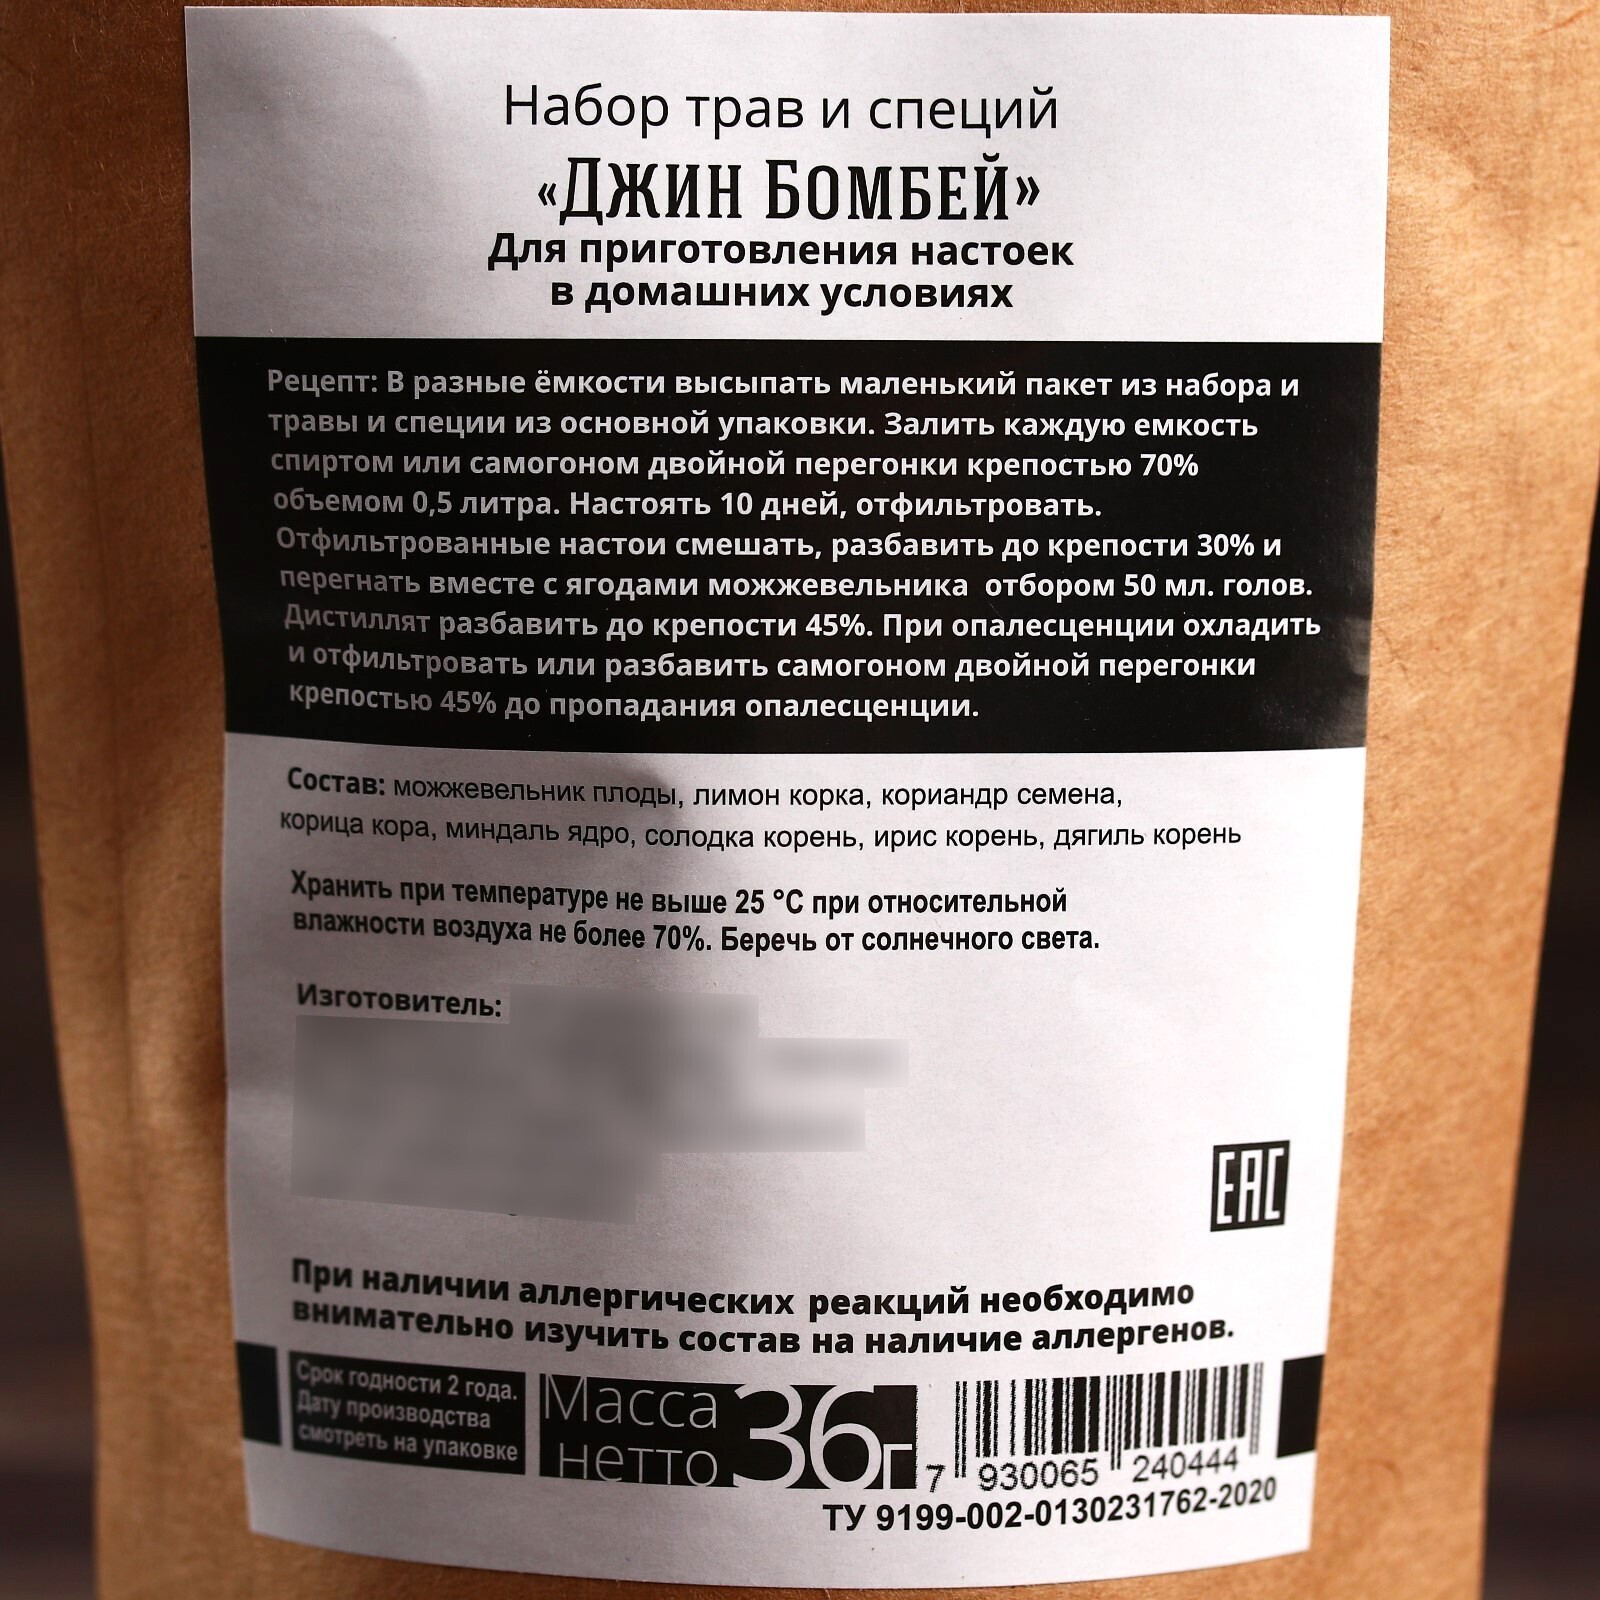 Набор трав и специй
«Джин Бомбей»
Для приготовления настоек
в домашних условиях
Рецепт: В разные ёмкости высыпать маленький пакет из набора и
травы и специи из основной упаковки. Залить каждую емкость
спиртом или самогоном двойной перегонки крепостью 70%
объемом 0,5 литра. Настоять 10 дней, отфильтровать.
Отфильтрованные настои смешать, разбавить до крепости 30% и
перегнать вместе с ягодами можжевельника отбором 50 мл. голов.
Дистиллят разбавить до крепости 45%. При опалесценции охладить
и отфильтровать или разбавить самогоном двойной перегонки
крепостью 45% до пропадания опалесценции.
Состав: можжевельник плоды, лимон корка, кориандр семена,
корица кора, миндаль ядро, солодка корень, ирис корень, дягиль корень
Хранить при температуре не выше 25 °С при относительной
влажности воздуха не более 70%. Беречь от солнечного света.
Изготовитель:
EAC
При наличии аллергических реакций необходимо
внимательно изучить состав на наличие аллергенов.
Срок годности 2 года.
Дату производства
смотреть на упаковке
Масса
нетто 36г
7 930065 240444
ТУ 9199-002-0130231762-2020